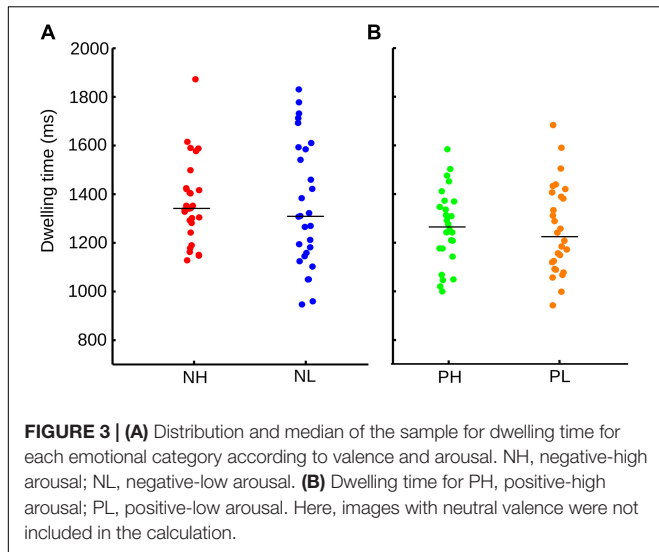 A
B
2000
1800
1600
1400
1200
1000
800
Dwelling time (ms)
NH
NL
PH
PL
FIGURE 3 | (A) Distribution and median of the sample for dwelling time for
each emotional category according to valence and arousal. NH, negative-high
arousal; NL, negative-low arousal. (B) Dwelling time for PH, positive-high
arousal; PL, positive-low arousal. Here, images with neutral valence were not
included in the calculation.